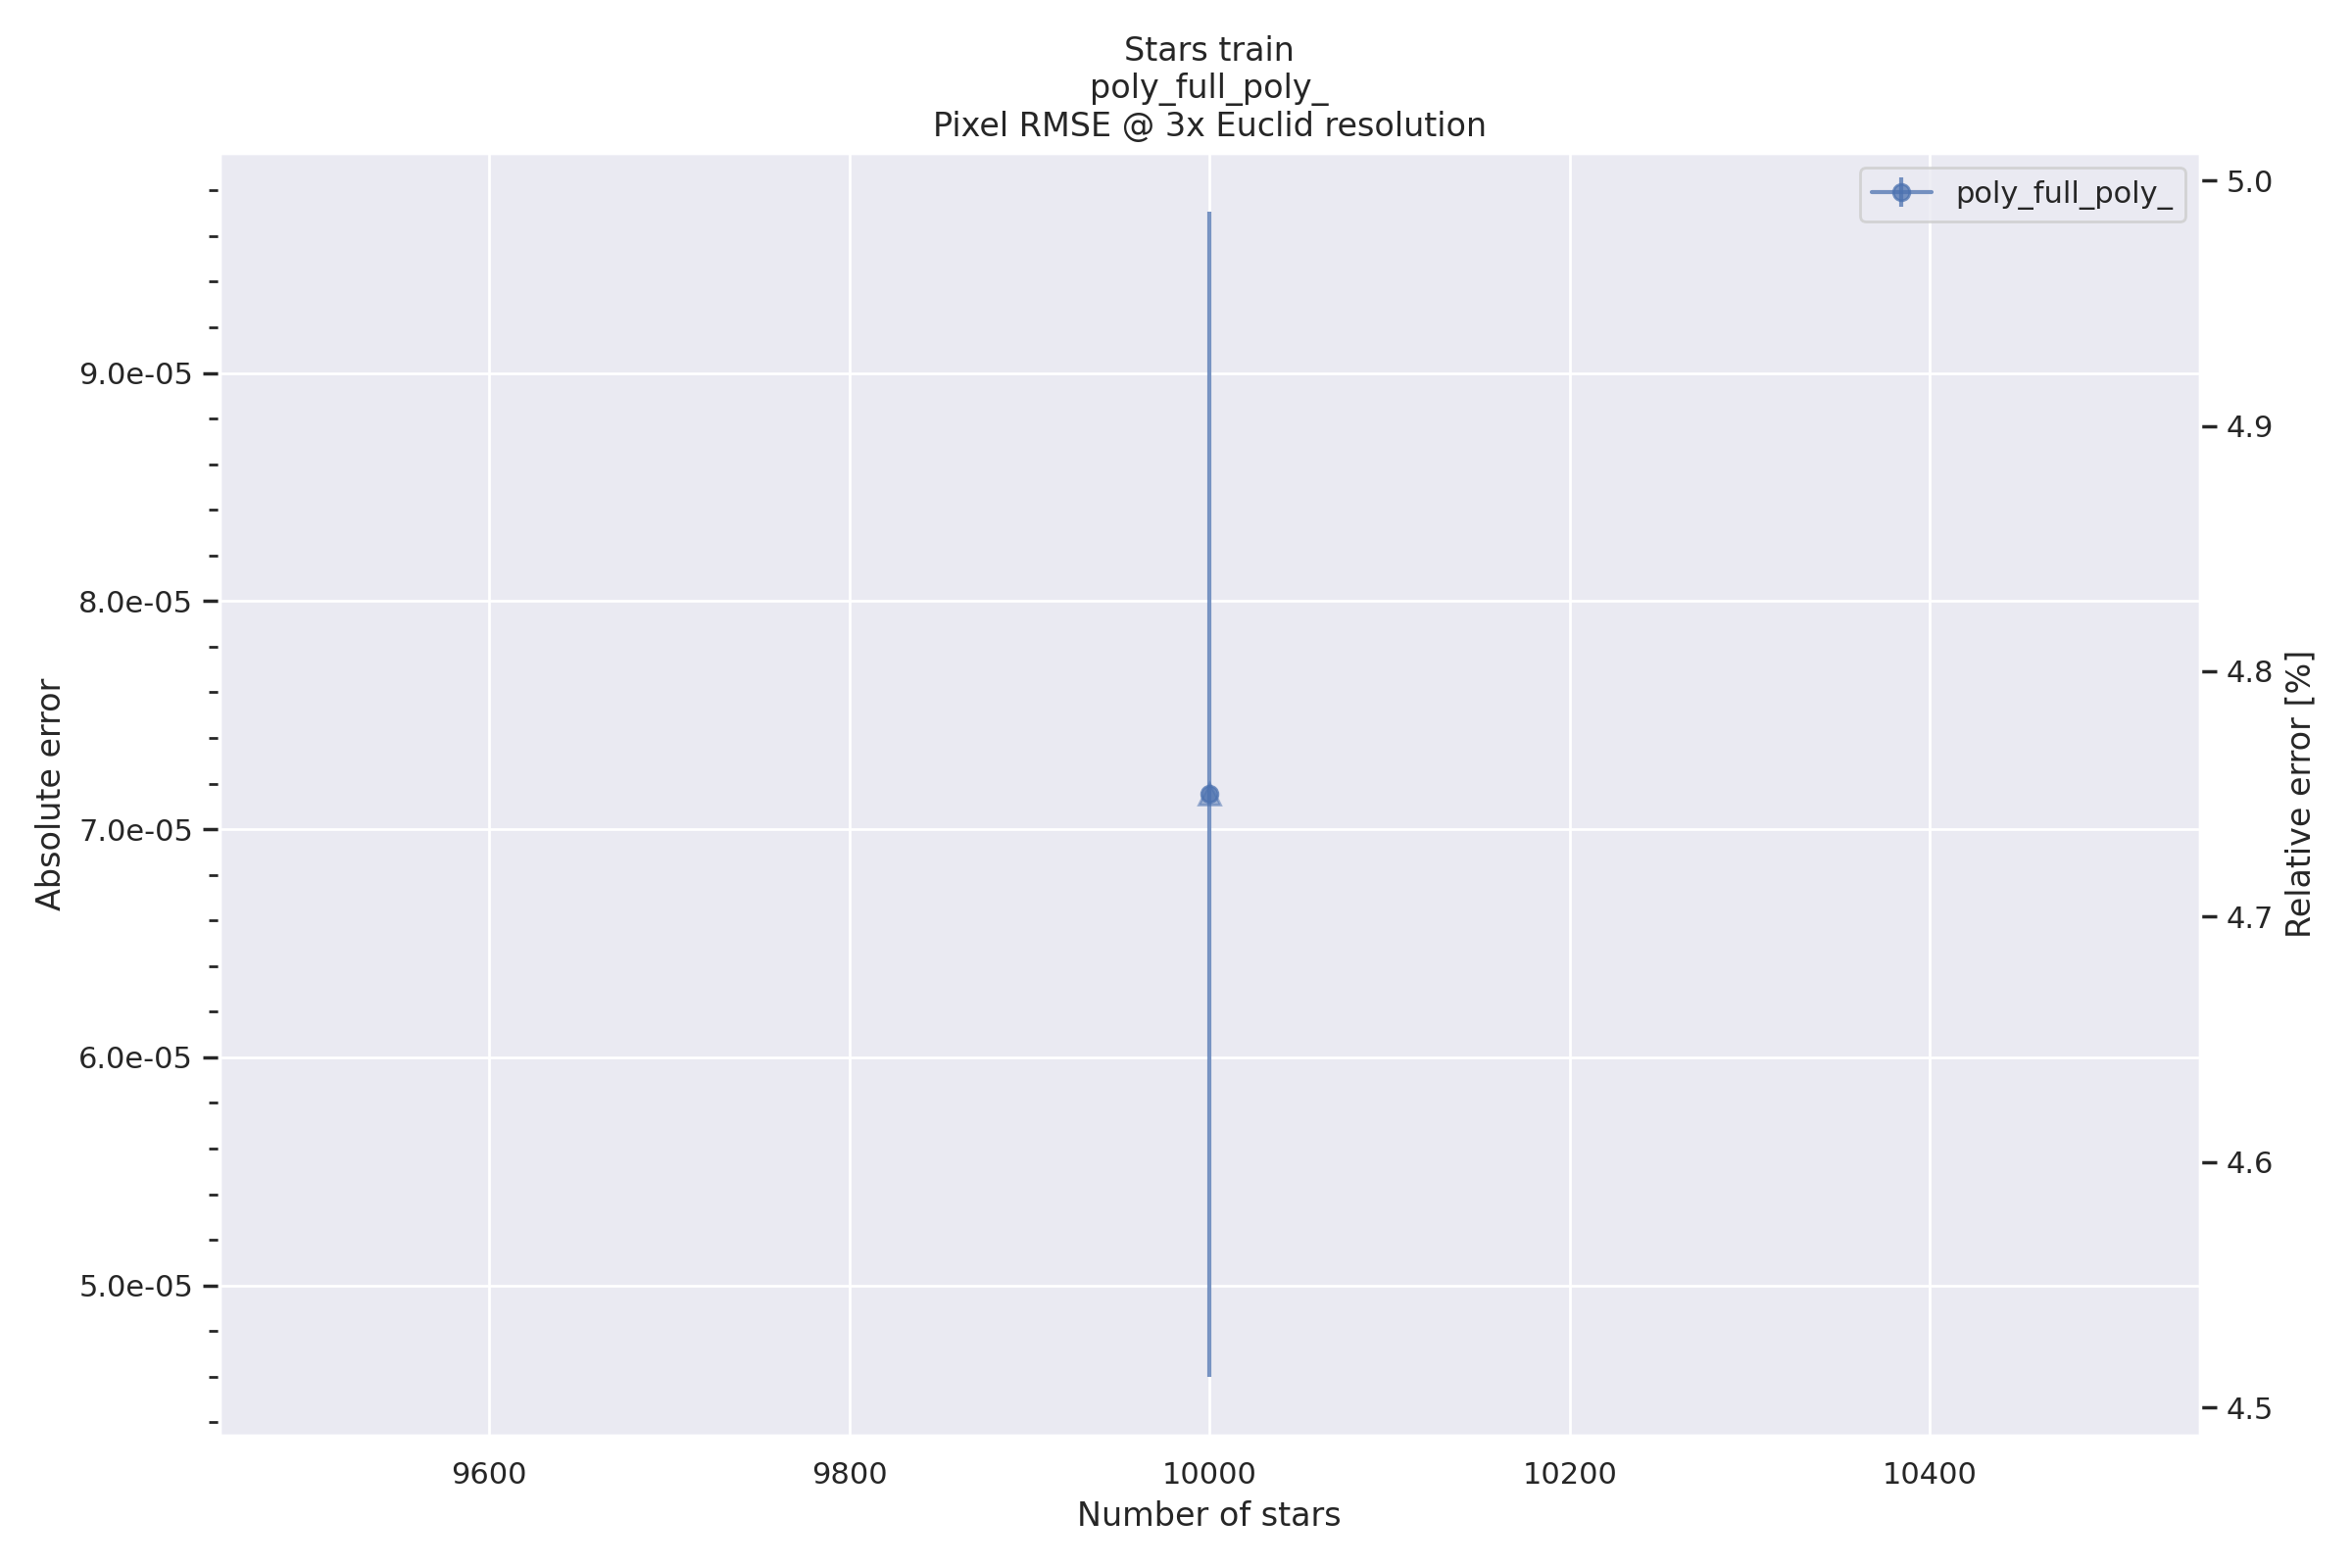 Stars train
poly_full_poly_
Pixel RMSE @ 3x Euclid resolution
poly_full_poly_
Absolute error
9.0e-05
8.0e-05
7.0e-05
6.0e-05
5.0e-05
5.0
4.9
4.8
4.7
4.6
4.5
Relative error [%]
9600 9800 10000 10200 10400
Number of stars